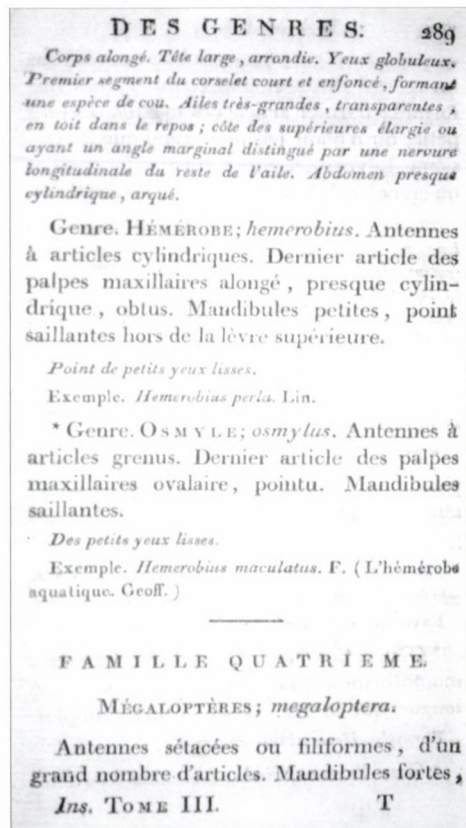 DES GENRES. 289
Corps alongé. Tête large, arrondie. Yeux globuleux.
Premier segment du corselet court et enfoncé, formant
une espèce de cou. Ailes très-grandes, transparentes,
en toit dans le repos; côte des supérieures élargie ou
ayant un angle marginal distingué par une nervure
longitudinale du reste de l'aile. Abdomen presque
cylindrique, arqué.
Genre. HÉMÉROBE; hemerobius. Antennes
à articles cylindriques. Dernier article des
palpes maxillaires alongé, presque cylin-
drique, obtus. Mandibules petites, point
saillantes hors de la lèvre supérieure.
Point de petits yeux lisses.
Exemple. Hemerobius perla. Lin.
* Genre. OSMYLE; osmylus. Antennes à
articles grenus. Dernier article des palpes
maxillaires ovalaire, pointu. Mandibules
saillantes.
Des petits yeux lisses.
Exemple. Hemerobius maculatus. F. (L'hémérobe
aquatique. Geoff.)
FAMILLE QUATRIEME.
MÉGALOPTÈRES; megaloptera.
Antennes sétacées ou filiformes, d'un
grand nombre d'articles. Mandibules fortes,
Ins. TOME III. T